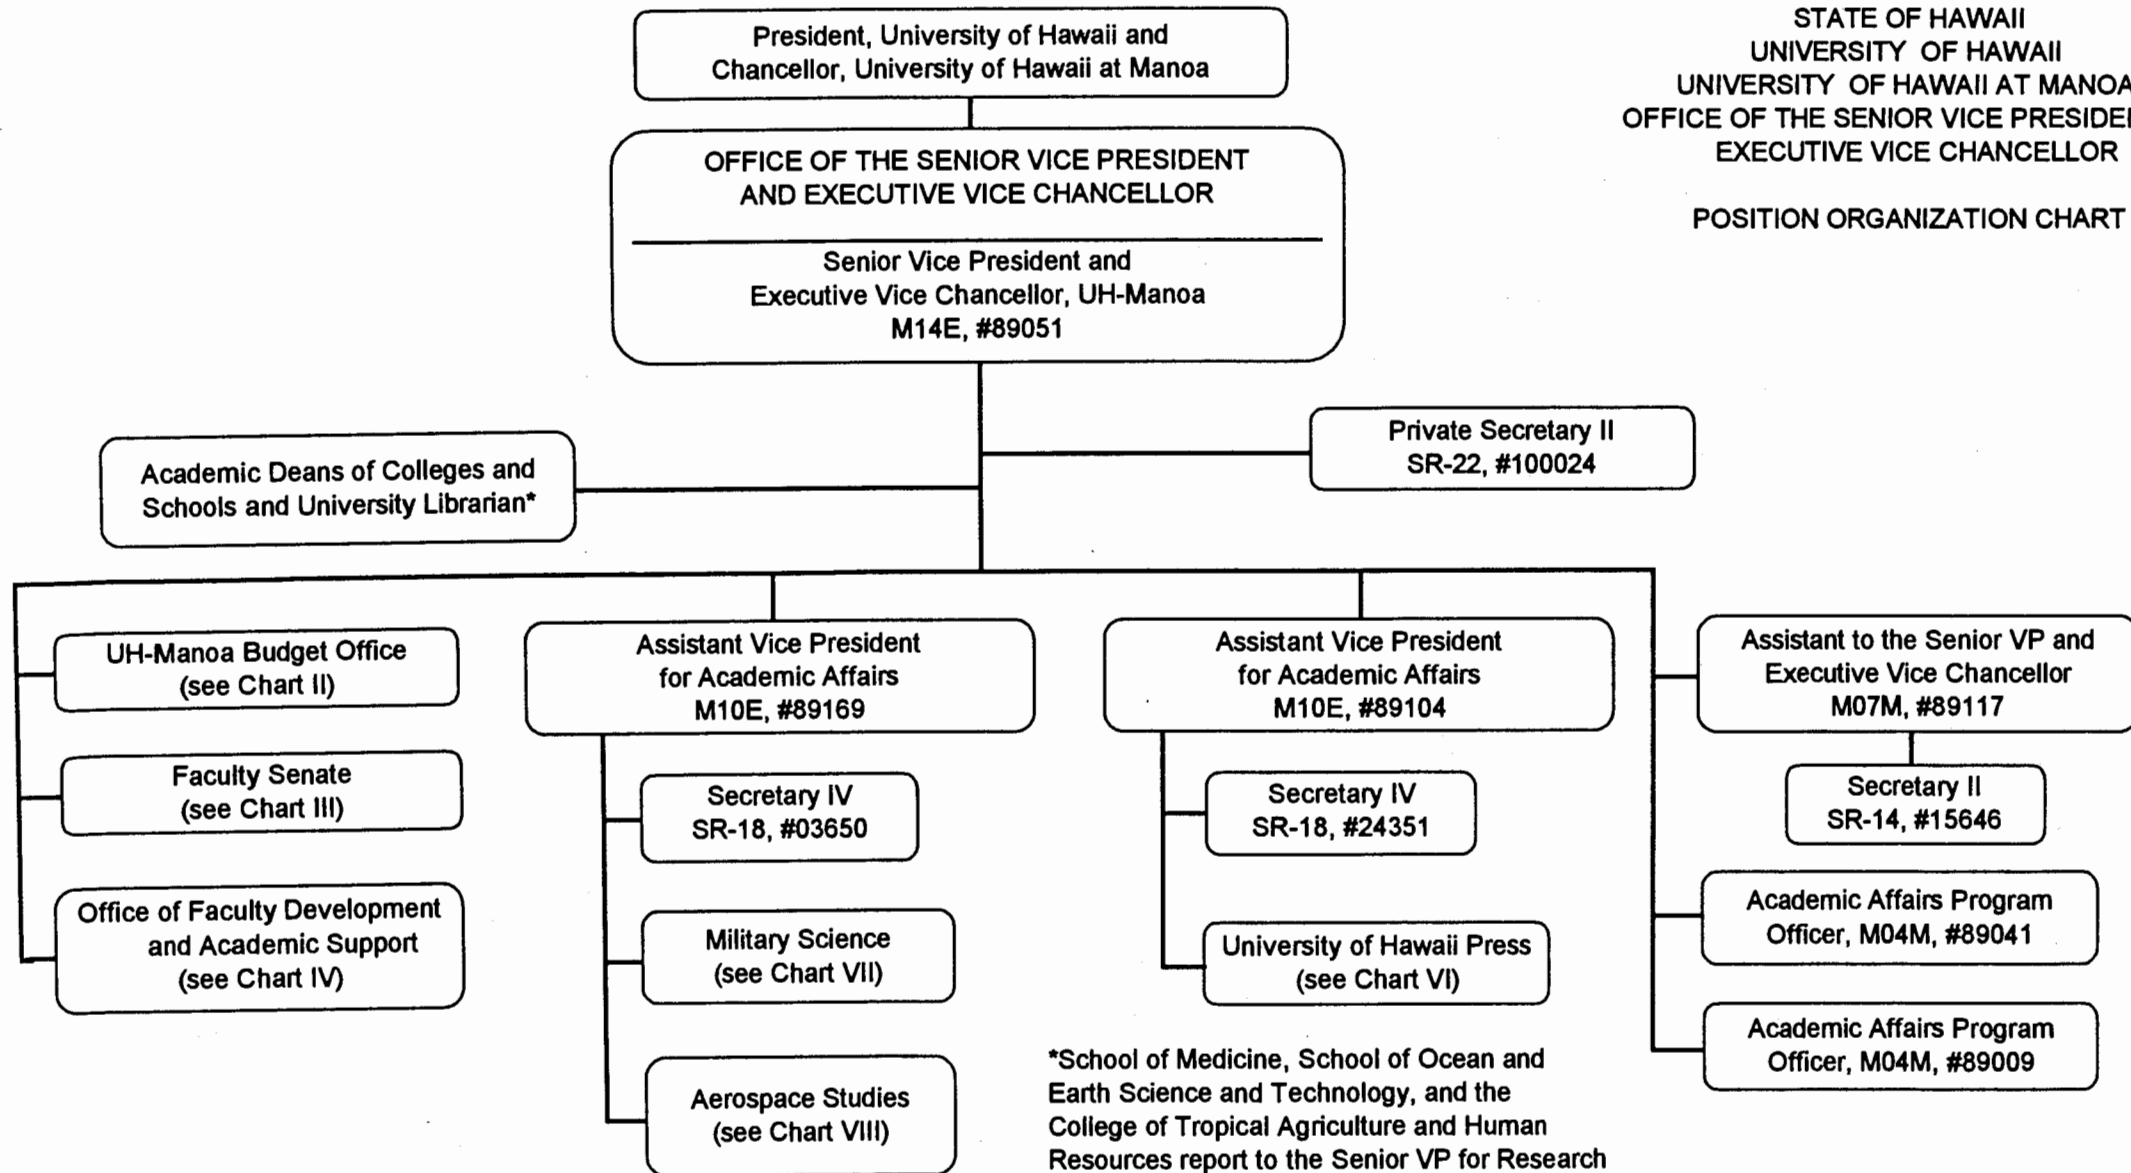 President, University of Hawaii and
Chancellor, University of Hawaii at Manoa
STATE OF HAWAII
UNIVERSITY OF HAWAII
UNIVERSITY OF HAWAII AT MANOA
OFFICE OF THE SENIOR VICE
EXECUTIVE VICE CHANCELLOR
POSITION ORGANIZATION CHART
OFFICE OF THE SENIOR VICE PRESIDENT
AND EXECUTIVE VICE CHANCELLOR
Senior Vice President and
Executive Vice Chancellor, UH-Manoa
M14E, #89051
Private Secretary II
SR-22, #100024
Academic Deans of Colleges and
Schools and University Librarian*
UH-Manoa Budget Office
(see Chart II)
Faculty Senate
(see Chart III)
Office of Faculty Development
and Academic Support
(see Chart IV)
Assistant Vice President
for Academic Affairs
M10E, #89169
Secretary IV
SR-18, #03650
Military Science
(see Chart VII)
Aerospace Studies
(see Chart VIII)
Assistant Vice President
for Academic Affairs
M10E, #89104
Secretary IV
SR-18, #24351
University of Hawaii Press
(see Chart VI)
Assistant to the Senior VP and
Executive Vice Chancellor
M07M, #89117
Secretary II
SR-14, #15646
Academic Affairs Program
Officer, M04M, #89041
Academic Affairs Program
Officer, M04M, #89009
*School of Medicine, School of Ocean and
Earth Science and Technology, and the
College of Tropical Agriculture and Human
Resources report to the Senior VP for Research